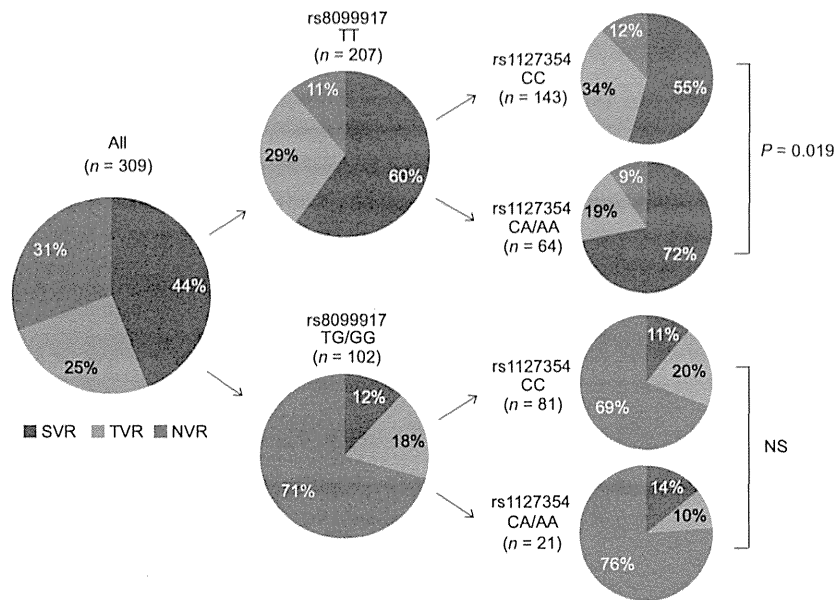 All
(n = 309)
44%
25%
31%
SVR TVR NVR
rs8099917
TT
(n = 207)
11%
29%
60%
rs8099917
TG/GG
(n = 102)
12%
18%
71%
rs1127354
CC
(n = 143)
12%
34%
55%
rs1127354
CA/AA
(n = 64)
9%
19%
72%
P = 0.019
rs1127354
CC
(n = 81)
11%
20%
69%
rs1127354
CA/AA
(n = 21)
14%
10%
76%
NS